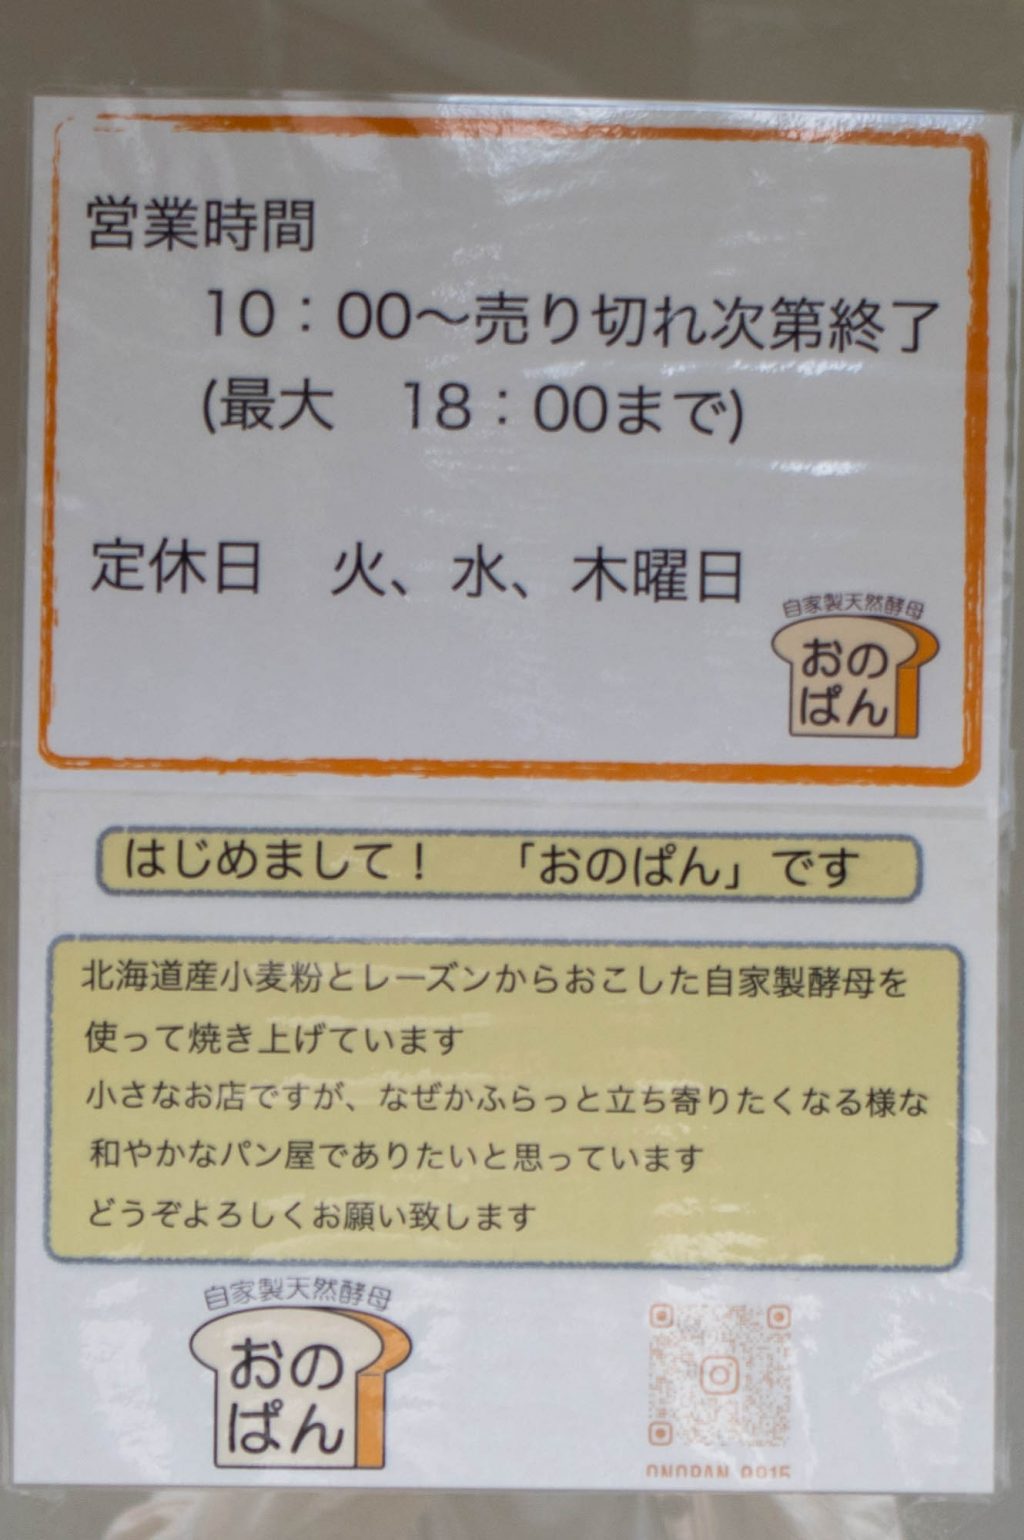 営業時間
10：00〜売り切れ次第終了
(最大　18：00まで)
定休日　火、水、木曜日
自家製天然酵母
おの
ぱん
はじめまして！　「おのぱん」です
北海道産小麦粉とレーズンからおこした自家製酵母を
使って焼き上げています
小さなお店ですが、なぜかふらっと立ち寄りたくなる様な
和やかなパン屋でありたいと思っています
どうぞよろしくお願い致します
自家製天然酵母
おの
ぱん